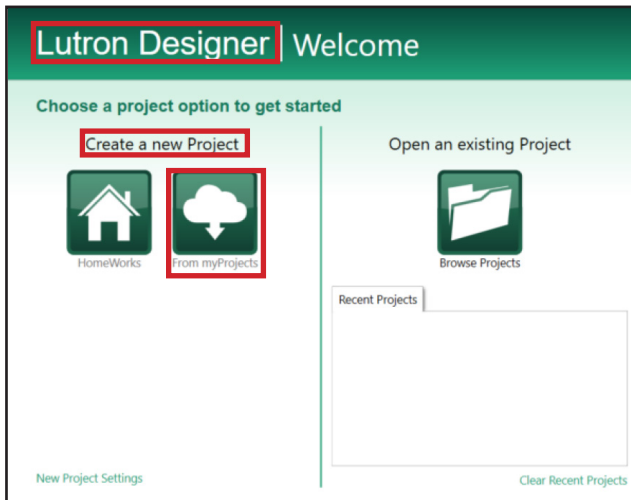 Lutron Designer | Welcome
Choose a project option to get started
Create a new Project
HomeWorks
From myProjects
New Project Settings
Open an existing Project
Browse Projects
Recent Projects
Clear Recent Projects